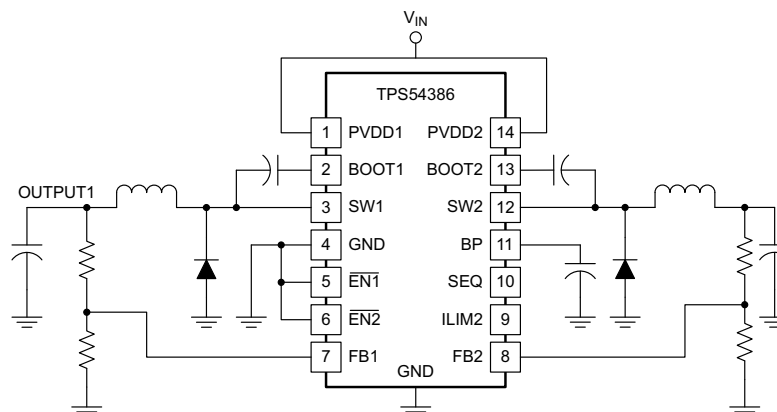 VIN
TPS54386
1 PVDD1 PVDD2 14
2 BOOT1 BOOT2 13
OUTPUT1
3 SW1 SW2 12
4 GND BP 11
5 EN1 SEQ 10
6 EN2 ILIM2 9
7 FB1 FB2 8
GND